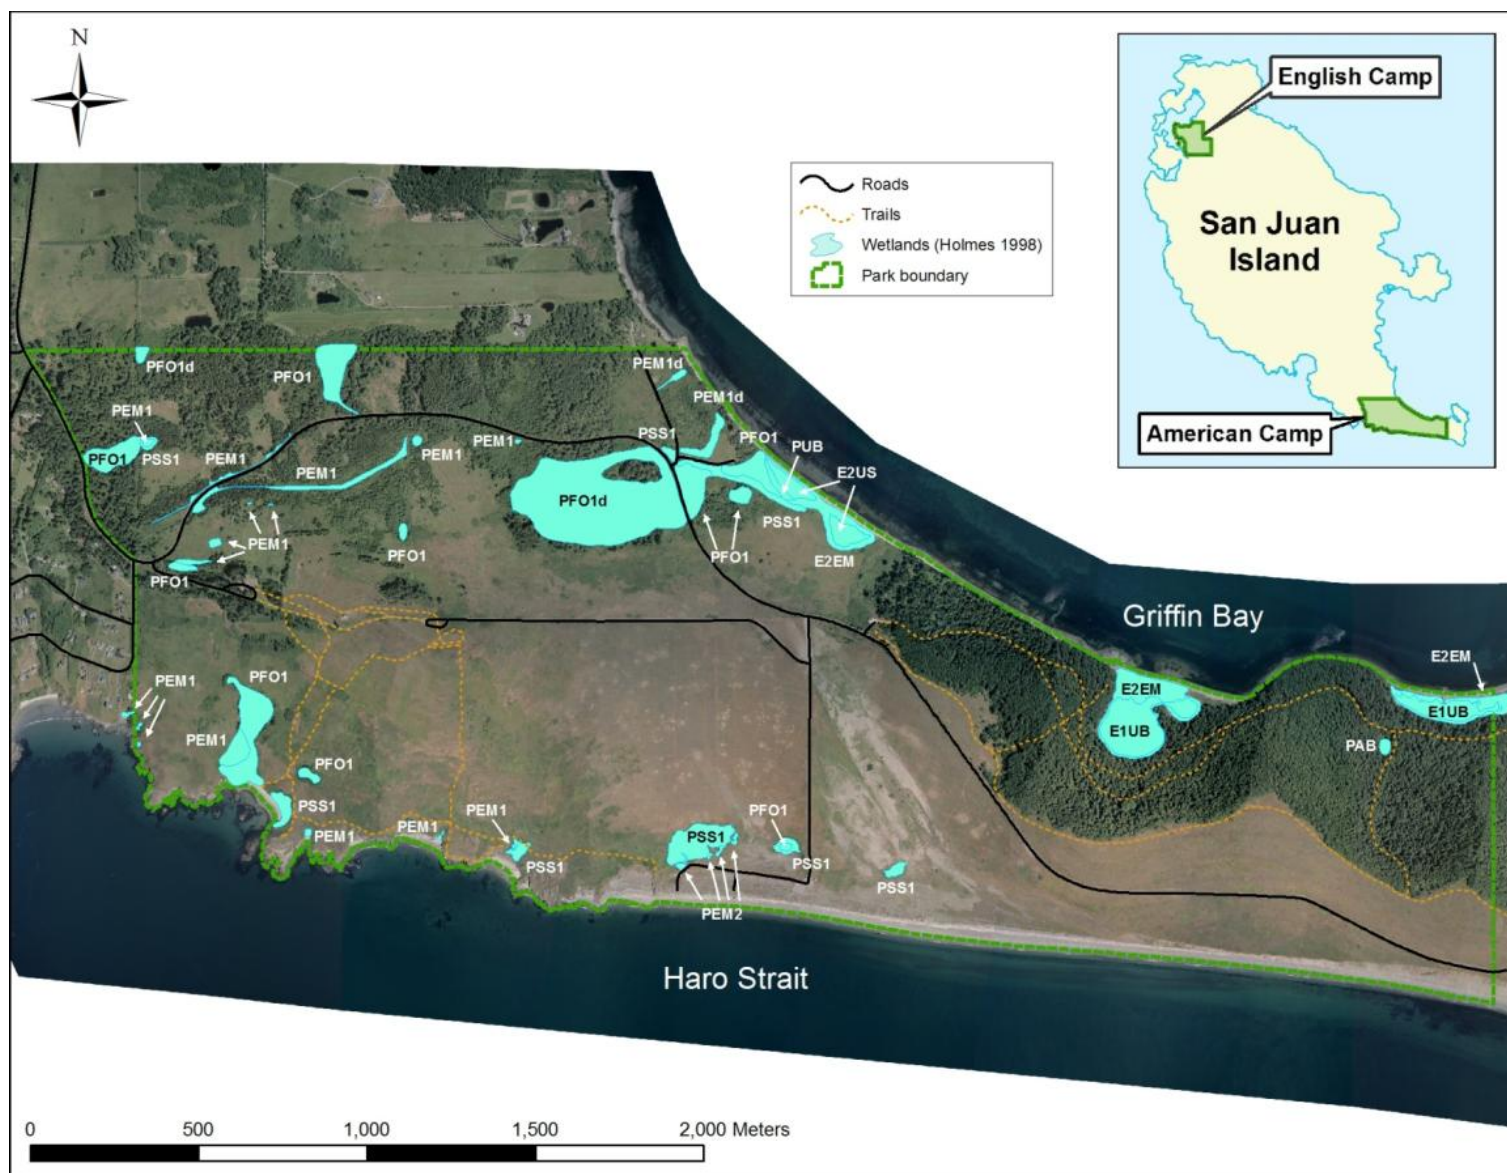 N
English Camp
San Juan
Island
American Camp
Roads
Trails
Wetlands (Holmes 1998)
Park boundary
PFO1d
PFO1
PEM1d
PEM1d
PEM1
PFO1
PSS1
PEM1
PEM1
PEM1
PEM1
PSS1
PFO1
PUB
E2US
PFO1d
PSS1
PFO1
E2EM
PEM1
PFO1
PFO1
Griffin Bay
E2EM
E2EM
E1UB
E1UB
PAB
PEM1
PFO1
PEM1
PFO1
PSS1
PEM1
PEM1
PEM1
PSS1
PSS1
PFO1
PSS1
PSS1
PEM2
Haro Strait
0 500 1,000 1,500 2,000 Meters